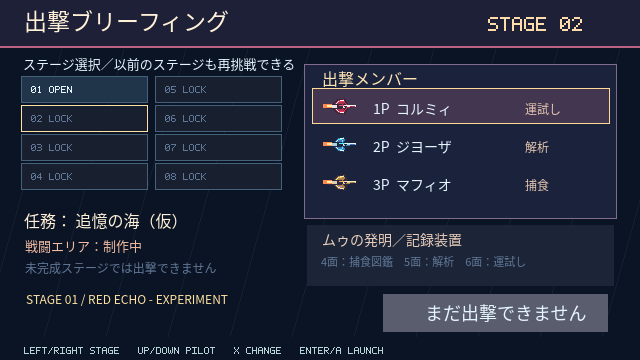 出撃ブリーフィング
STAGE 02
ステージ選択／以前のステージも再挑戦できる
01 OPEN
05 LOCK
02 LOCK
06 LOCK
03 LOCK
07 LOCK
04 LOCK
08 LOCK
出撃メンバー
1P コルミィ 運試し
2P ジヨーザ 解析
3P マフィオ 捕食
任務： 追憶の海（仮）
戦闘エリア：制作中
未完成ステージでは出撃できません
STAGE 01 / RED ECHO - EXPERIMENT
ムゥの発明／記録装置
4面：捕食図鑑 5面：解析 6面：運試し
まだ出撃できません
LEFT/RIGHT STAGE UP/DOWN PILOT X CHANGE ENTER/A LAUNCH